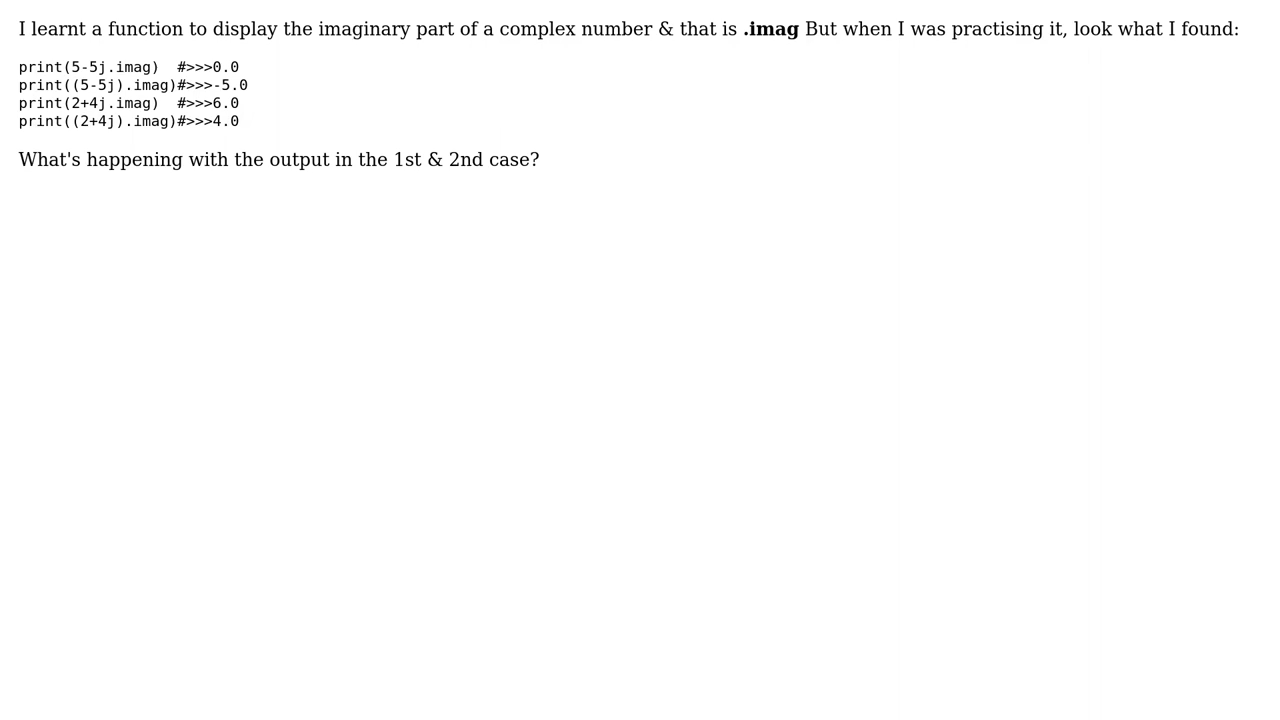 I learnt a function to display the imaginary part of a complex number & that is .imag But when I was practising it, look what I found:
print(5-5j.imag)  #>>>0.0
print((5-5j).imag)#>>>-5.0
print(2+4j.imag)  #>>>6.0
print((2+4j).imag)#>>>4.0
What's happening with the output in the 1st & 2nd case?